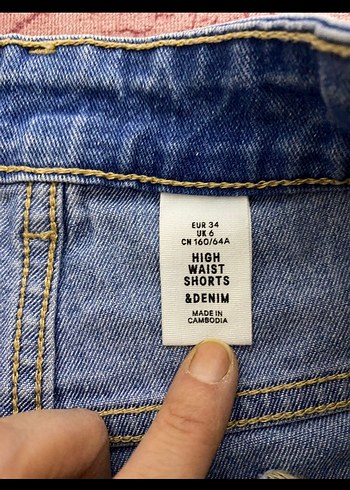 EUR 34
UK 6
CN 160/64A
HIGH
WAIST
SHORTS
&DENIM
MADE IN
CAMBODIA